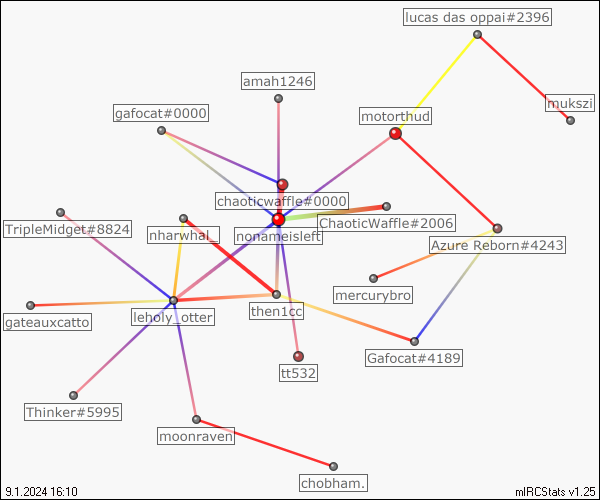 lucas das oppai#2396
amah1246
mukszi
gafocat#0000
motorthud
chaoticwaffle#0000
ChaoticWaffle#2006
TripleMidget#8824
nharwhal_
nonameisleft
Azure Reborn#4243
mercurybro
gateauxcatto
leholy_otter
then1cc
Gafocat#4189
tt532
Thinker#5995
moonraven
chobham.
9.1.2024 16:10
mIRCStats v1.25